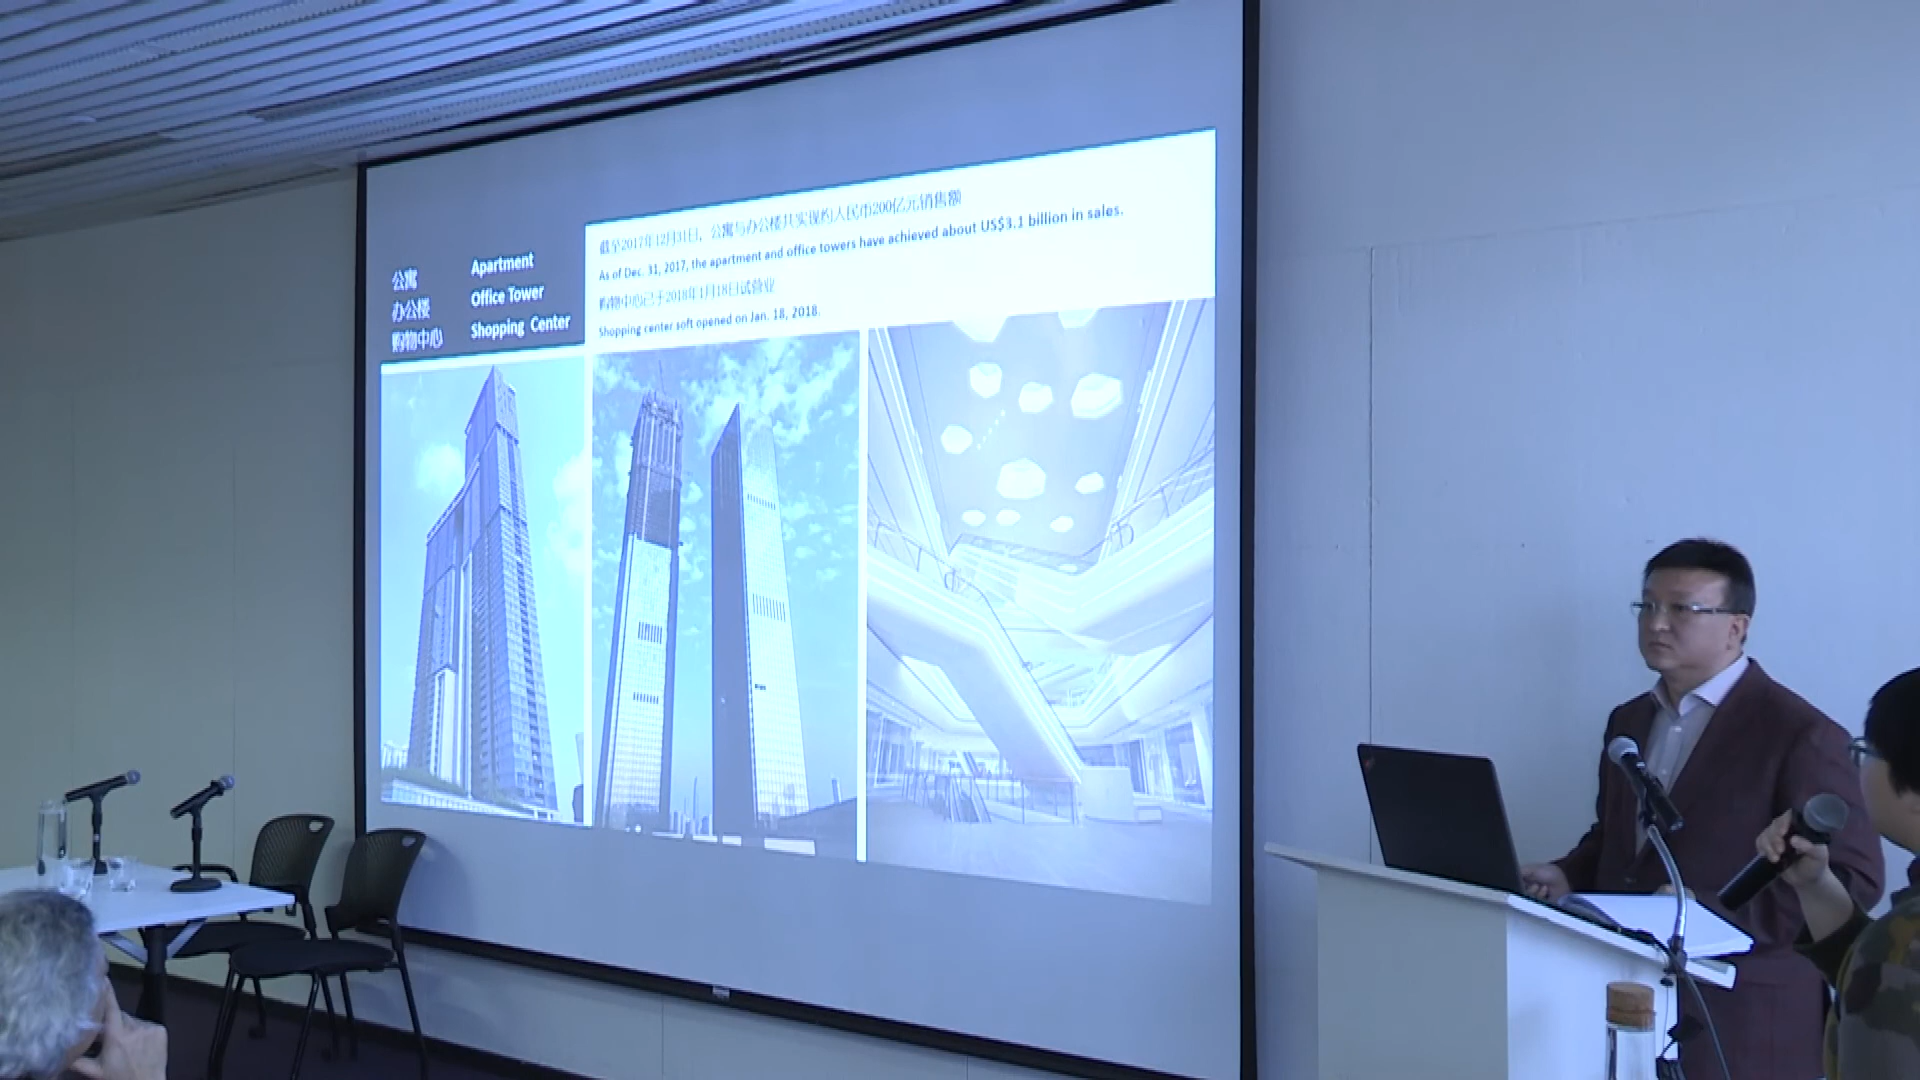 公寓 Apartment
办公楼 Office Tower
购物中心 Shopping Center
截至2017年12月31日，公寓与办公楼共实现约人民币200亿元销售额
As of Dec. 31, 2017, the apartment and office towers have achieved about US$3.1 billion in sales.
购物中心已于2018年1月18日试营业
Shopping center soft opened on Jan. 18, 2018.